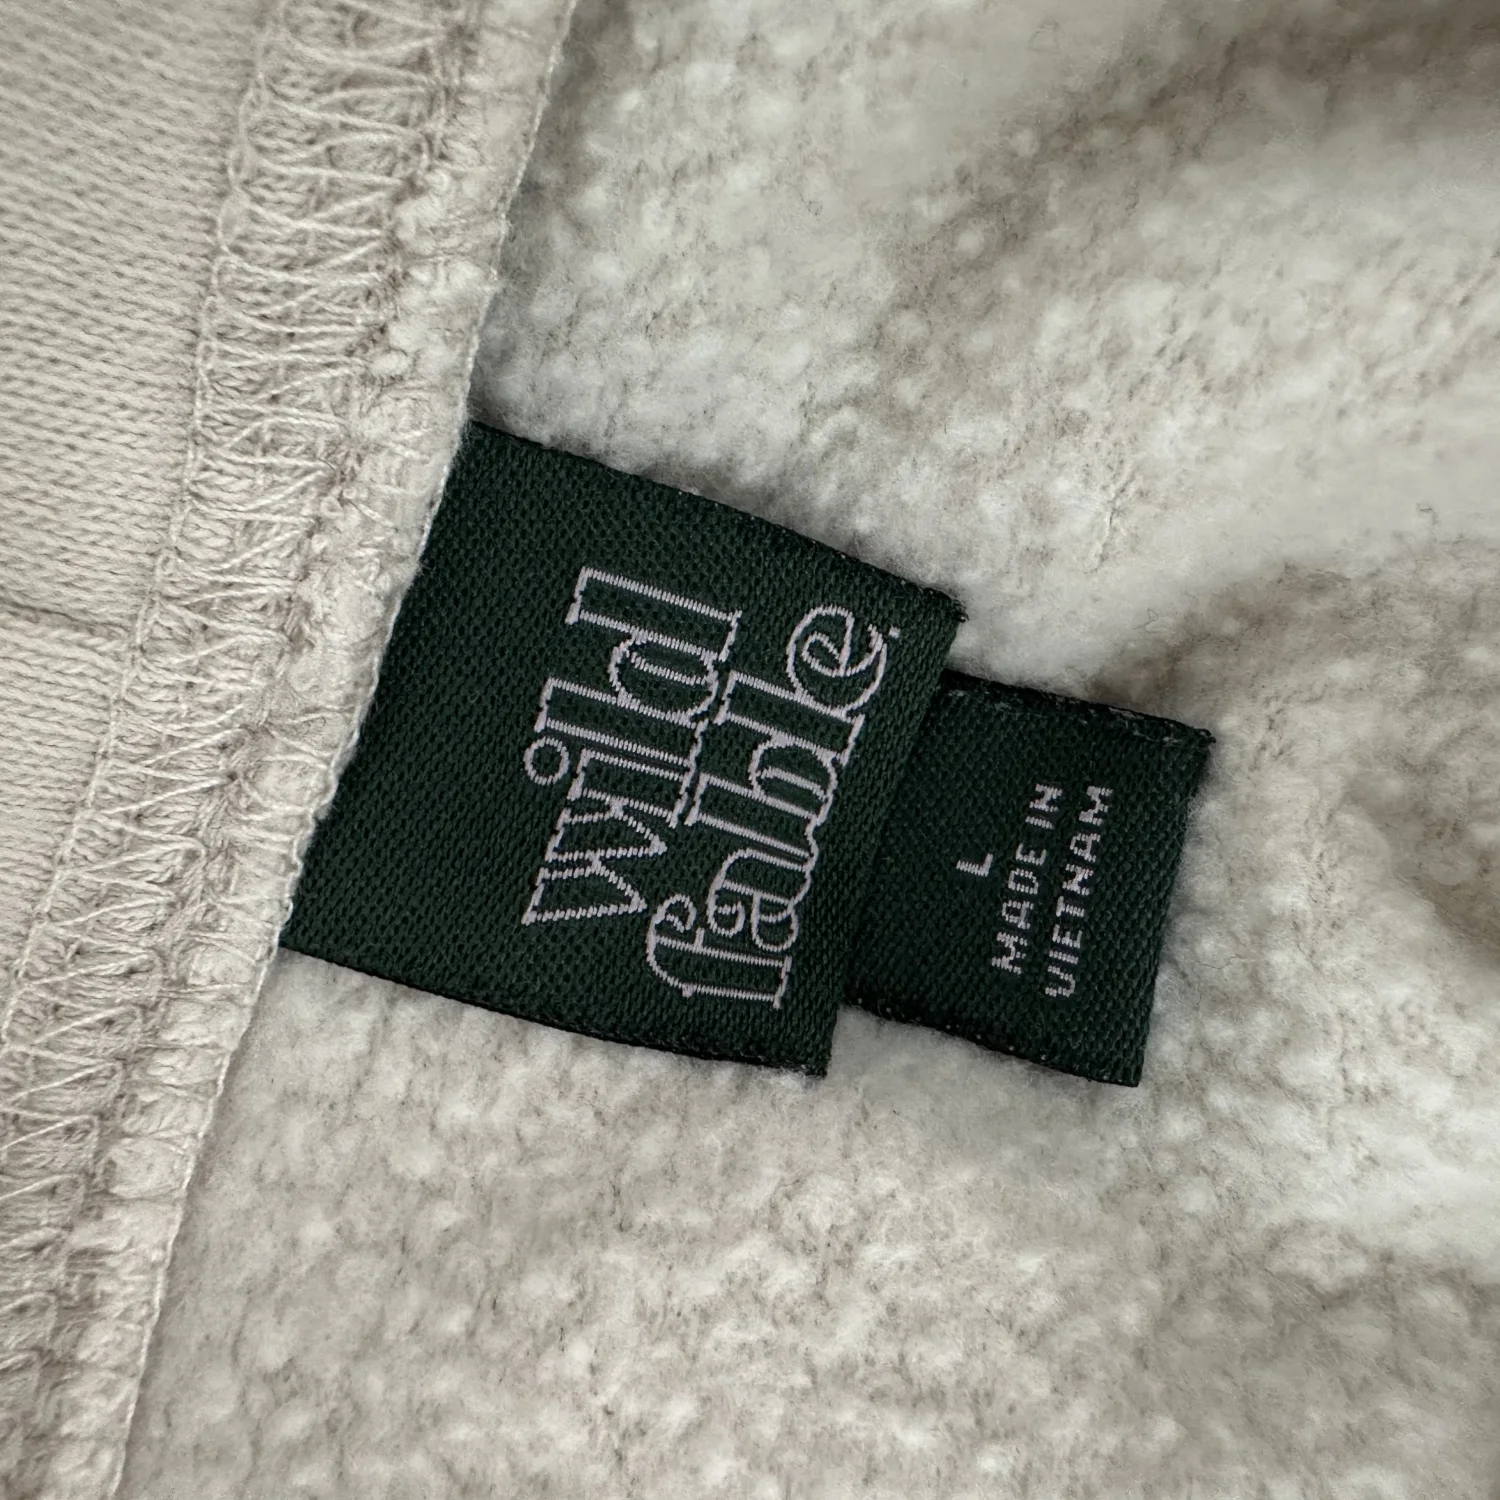 wild
fable.
L
MADE IN
VIETNAM